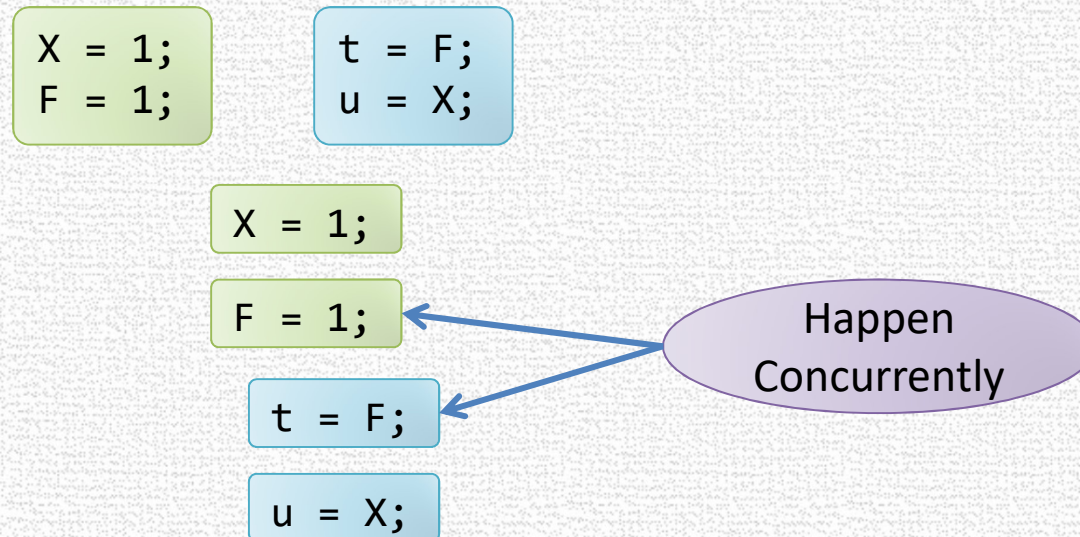 X = 1;
F = 1;
t = F;
u = X;
X = 1;
F = 1;
t = F;
u = X;
Happen
Concurrently